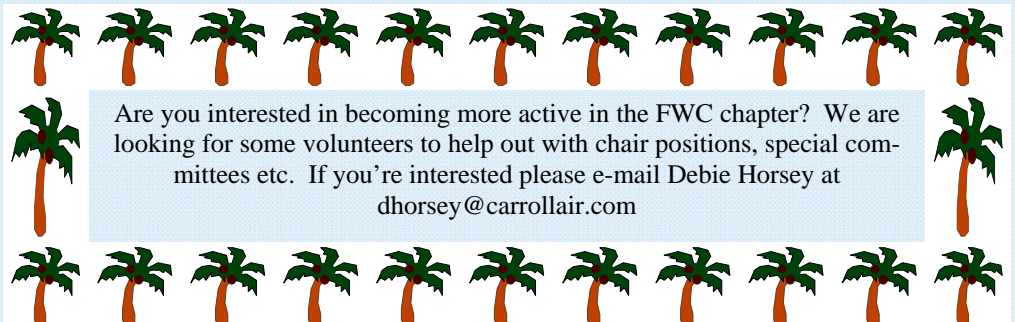 Are you interested in becoming more active in the FWC chapter?  We are
looking for some volunteers to help out with chair positions, special com-
mittees etc.  If you’re interested please e-mail Debie Horsey at
dhorsey@carrollair.com